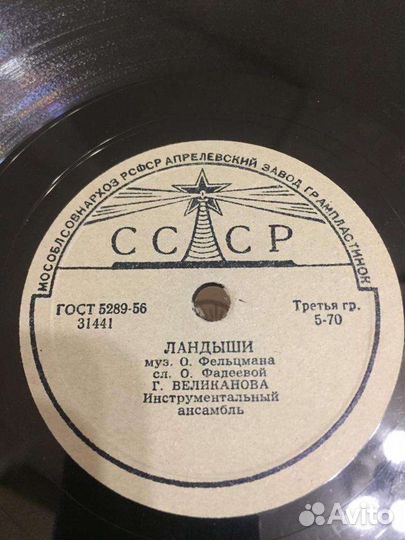 МОСОБЛСОВНАРХОЗ РСФСР АПРЕЛЕВСКИЙ ЗАВОД ГРАМПЛАСТИНОК
СССР
ГОСТ 5289-56
31441
Третья гр.
5-70
ЛАНДЫШИ
муз. О. Фельцмана
сл. О. Фадеевой
Г. ВЕЛИКАНОВА
Инструментальный
ансамбль
Avito